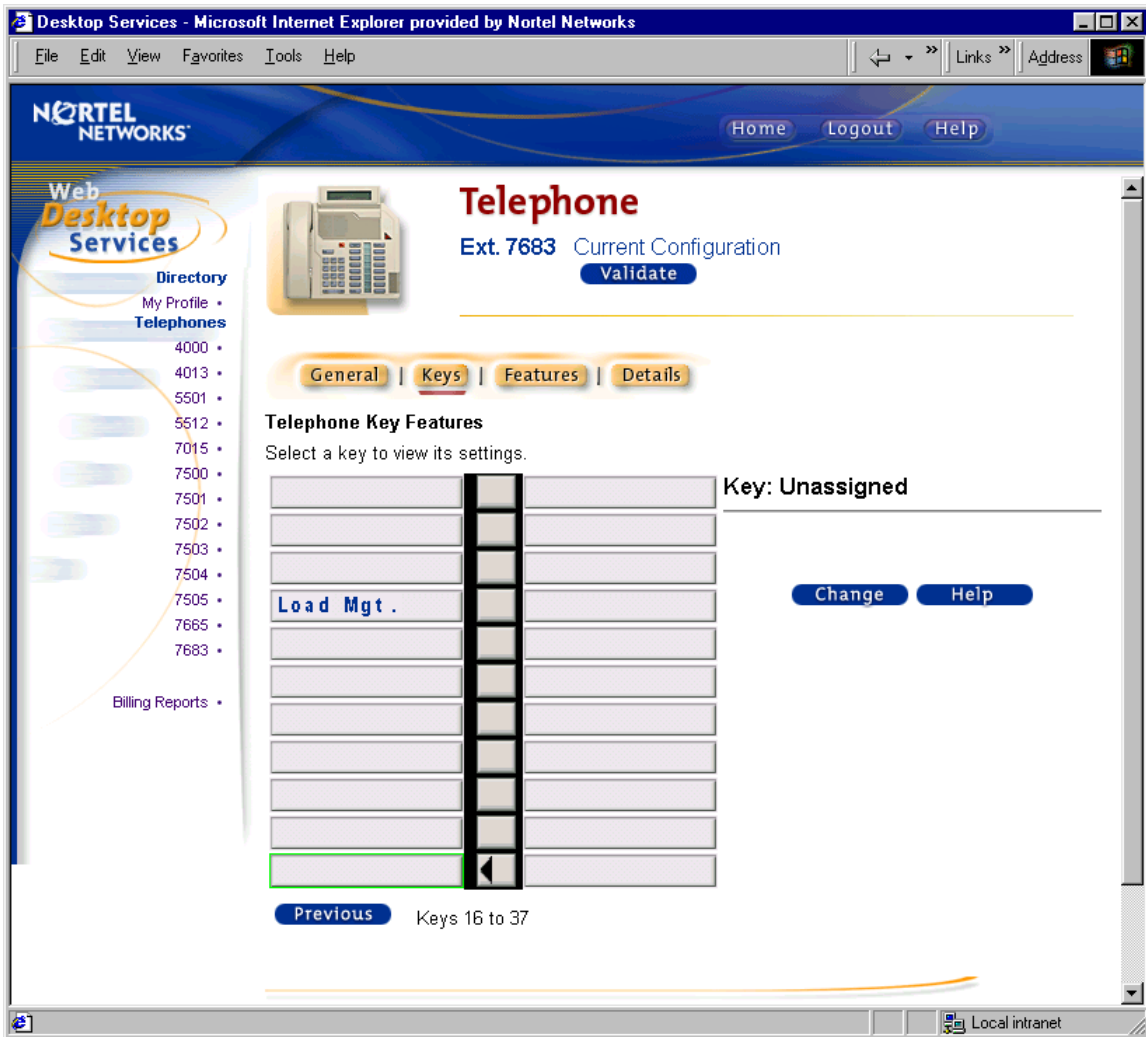 Desktop Services - Microsoft Internet Explorer provided by Nortel Networks
File Edit View Favorites Tools Help
Links » Address
NORTEL
NETWORKS
Home Logout Help
Web
Desktop
Services
Directory
My Profile •
Telephones
4000 •
4013 •
5501 •
5512 •
7015 •
7500 •
7501 •
7502 •
7503 •
7504 •
7505 •
7665 •
7683 •
Billing Reports •
Telephone
Ext. 7683 Current Configuration
Validate
General | Keys | Features | Details
Telephone Key Features
Select a key to view its settings.
Load Mgt.
Key: Unassigned
Change Help
Previous Keys 16 to 37
Local intranet